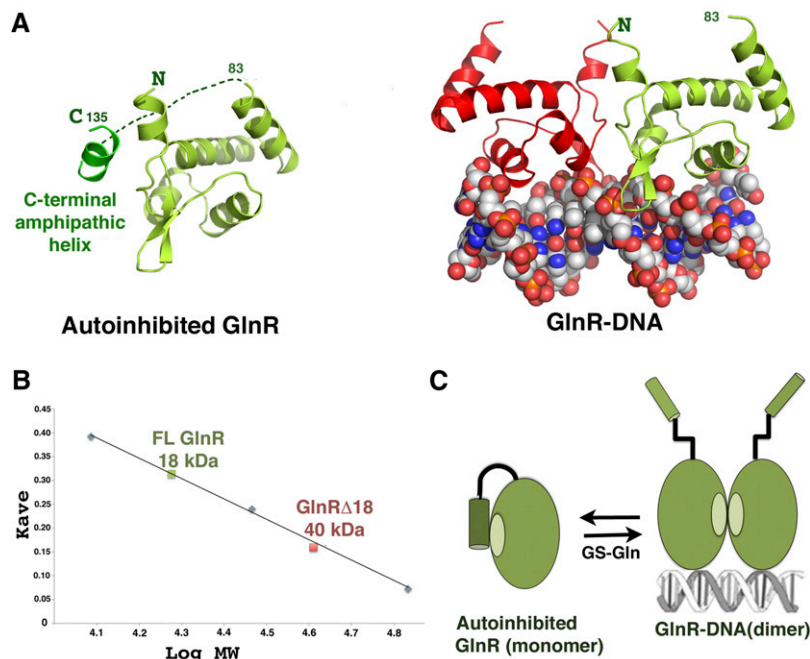 A
N
83
C 135
C-terminal
amphipathic
helix
Autoinhibited GlnR
N
83
GlnR-DNA
B
0.45
0.40
0.35
0.30
0.25
0.20
0.15
0.10
0.05
0.00
Kave
FL GlnR
18 kDa
GlnRΔ18
40 kDa
4.1 4.2 4.3 4.4 4.5 4.6 4.7 4.8
Log MW
C
GS-Gln
Autoinhibited
GlnR (monomer)
GlnR-DNA(dimer)